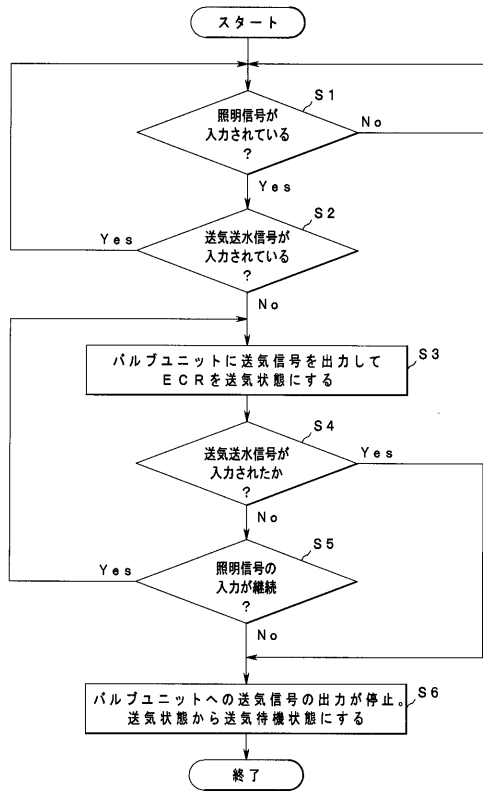 スタート
S1
照明信号が
入力されている
?
No
Yes
S2
送気送水信号が
入力されている
?
Yes
No
バルブユニットに送気信号を出力して
ECRを送気状態にする
S3
S4
送気送水信号が
入力されたか
?
Yes
No
S5
照明信号の
入力が継続
?
Yes
No
バルブユニットへの送気信号の出力が停止。
送気状態から送気待機状態にする
S6
終了